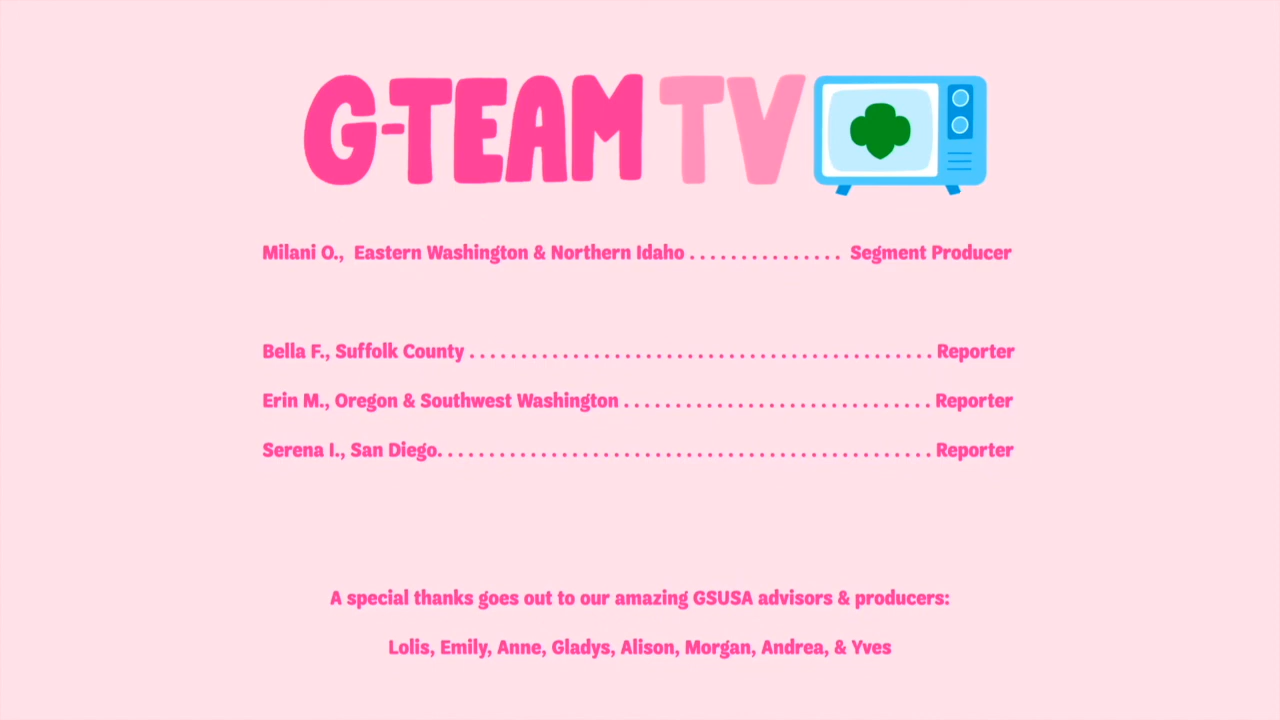 G-TEAM TV
Milani O.,  Eastern Washington & Northern Idaho . . . . . . . . . . . . . . .  Segment Producer
Bella F., Suffolk County . . . . . . . . . . . . . . . . . . . . . . . . . . . . . . . . . . . . . . . . . . . . . Reporter
Erin M., Oregon & Southwest Washington . . . . . . . . . . . . . . . . . . . . . . . . . . . . . . Reporter
Serena I., San Diego. . . . . . . . . . . . . . . . . . . . . . . . . . . . . . . . . . . . . . . . . . . . . . . . Reporter
A special thanks goes out to our amazing GSUSA advisors & producers:
Lolis, Emily, Anne, Gladys, Alison, Morgan, Andrea, & Yves